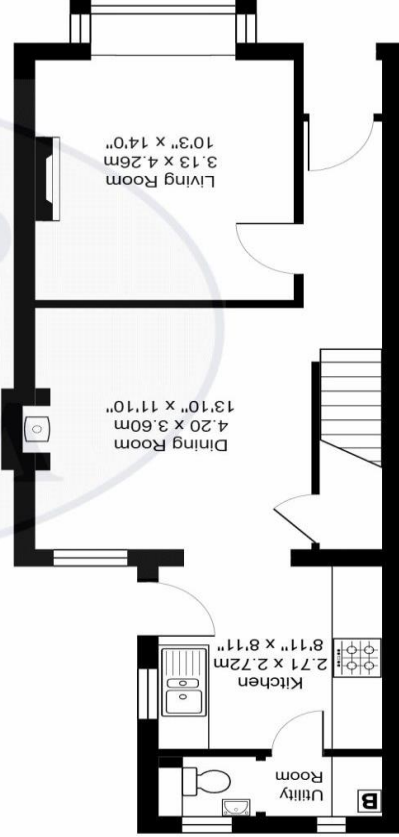 B
Utility
Room
Kitchen
2.71 x 2.72m
8'11" x 8'11"
Dining Room
4.20 x 3.60m
13'10" x 11'10"
Living Room
3.13 x 4.26m
10'3" x 14'0"